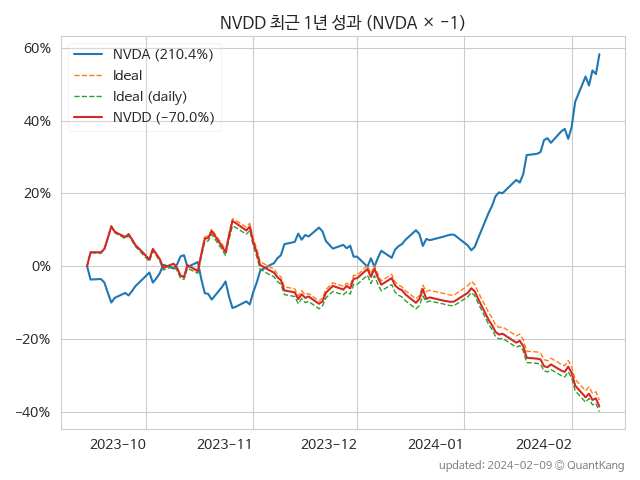 NVDD 최근 1년 성과 (NVDA × −1)
60%
40%
20%
0%
−20%
−40%
NVDA (210.4%)
Ideal
Ideal (daily)
NVDD (−70.0%)
2023−10
2023−11
2023−12
2024−01
2024−02
updated: 2024−02−09 © QuantKang